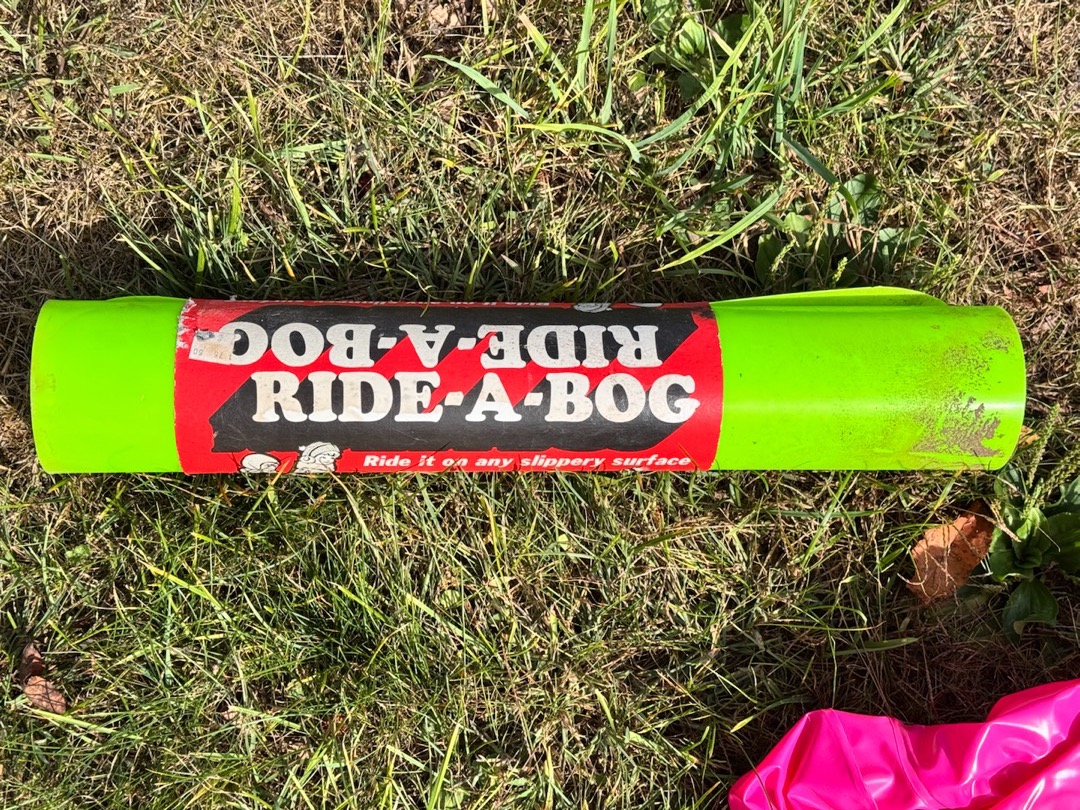 RIDE-A-BOG
RIDE-A-BOG
Ride it on any slippery surface